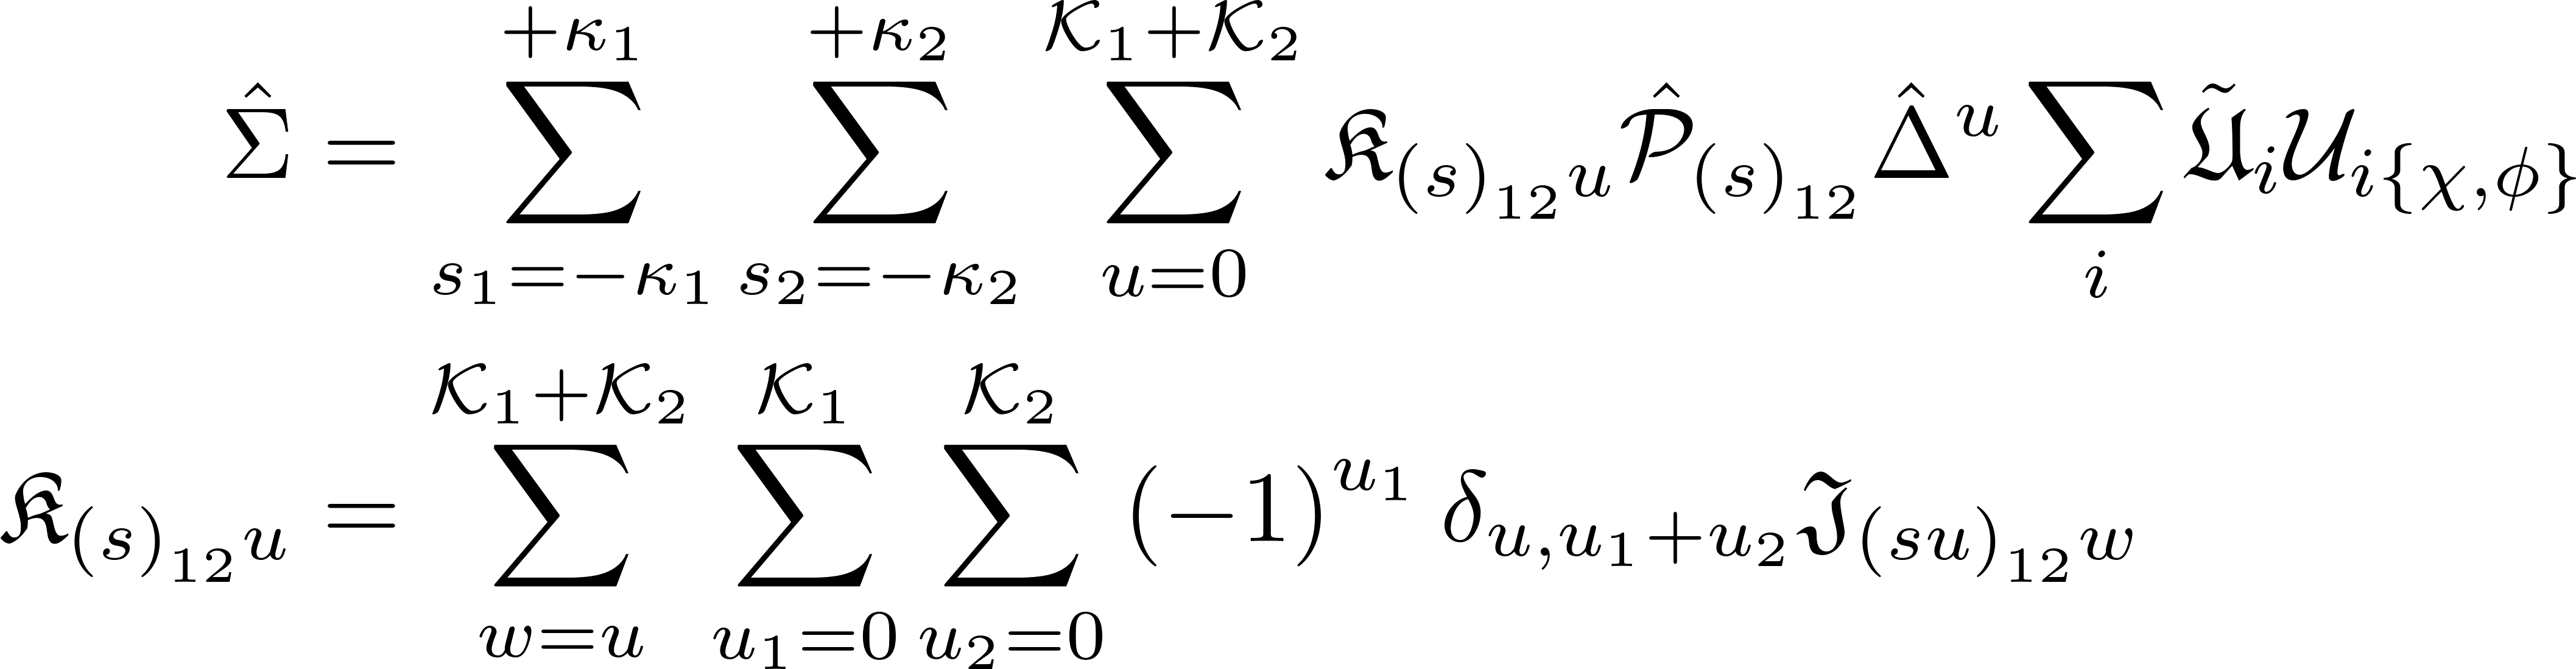 \hat{\Sigma} = \sum_{s_1=-\kappa_1}^{+\kappa_1} \sum_{s_2=-\kappa_2}^{+\kappa_2} \sum_{u=0}^{\mathcal{K}_1+\mathcal{K}_2} \mathfrak{K}_{(s)_{12}u} \hat{\mathcal{P}}_{(s)_{12}} \hat{\Delta}^u \sum_i \tilde{\mathfrak{U}}_i \mathcal{U}_{i\{\chi,\phi\}}
\mathfrak{K}_{(s)_{12}u} = \sum_{w=u}^{\mathcal{K}_1+\mathcal{K}_2} \sum_{u_1=0}^{\mathcal{K}_1} \sum_{u_2=0}^{\mathcal{K}_2} (-1)^{u_1} \delta_{u,u_1+u_2} \mathfrak{J}_{(su)_{12}w}